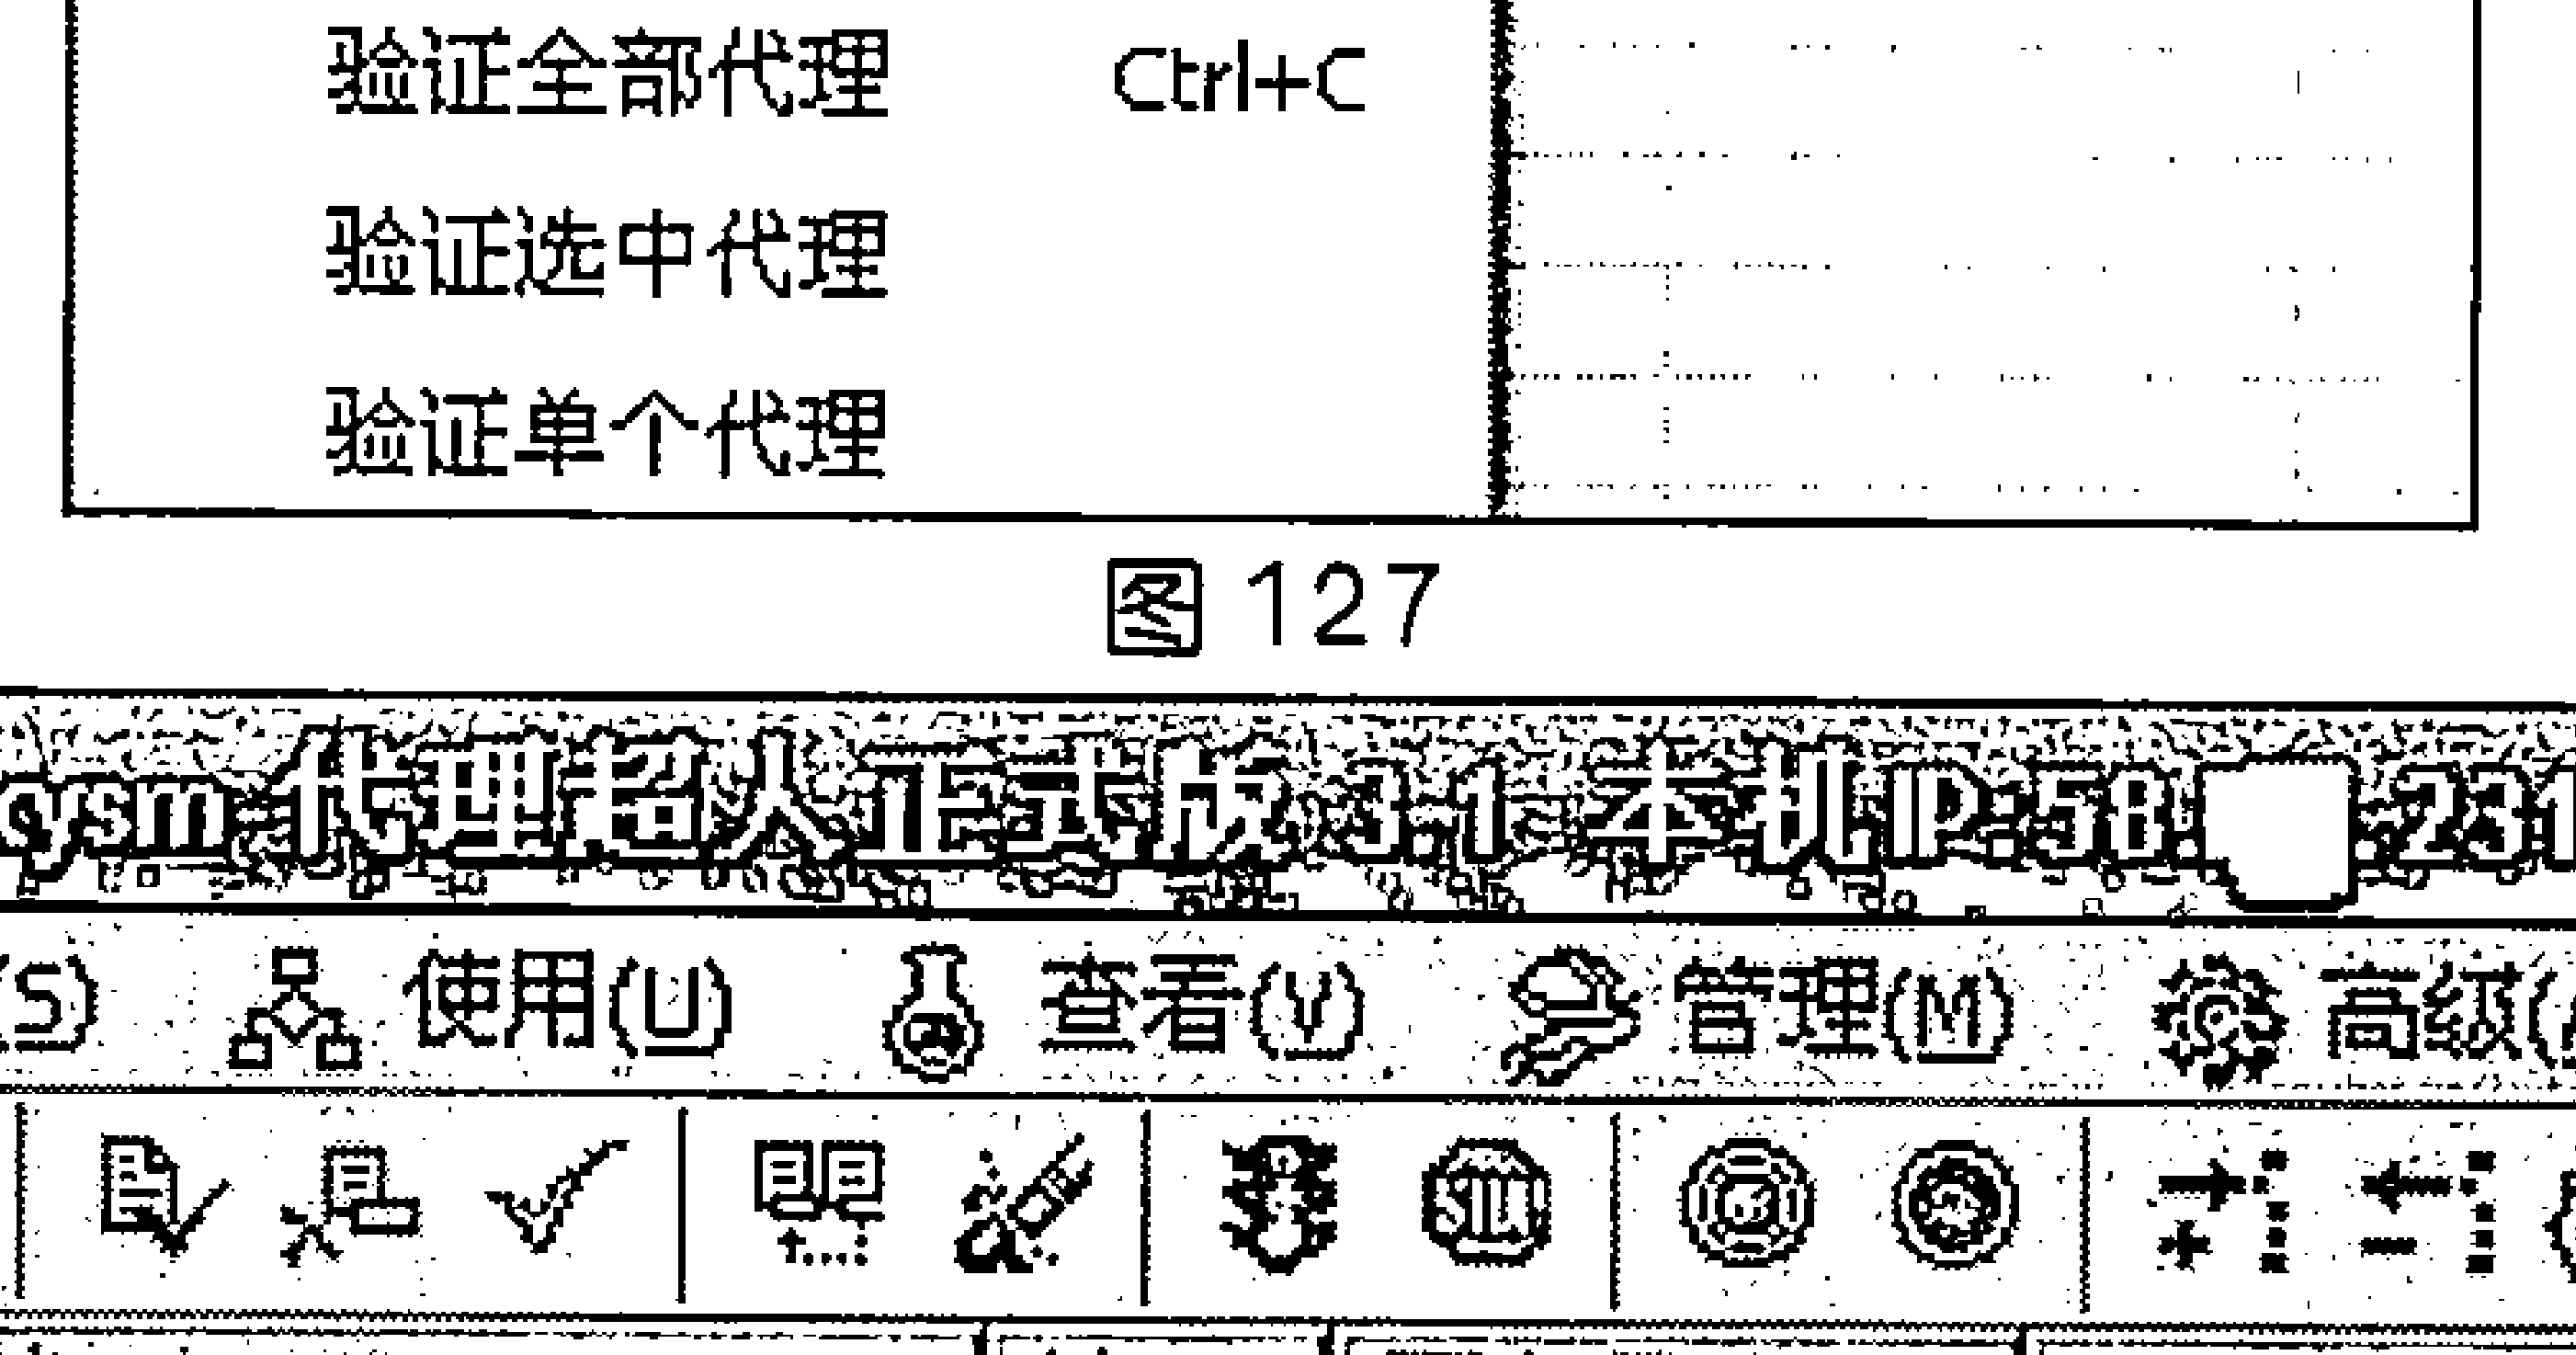 验证全部代理 Ctrl+C
验证选中代理
验证单个代理
图 127
qysm 代理超人正式版 3.1 本机IP:58. .231
(S) 使用(U) 查看(V) 管理(M) 高级(